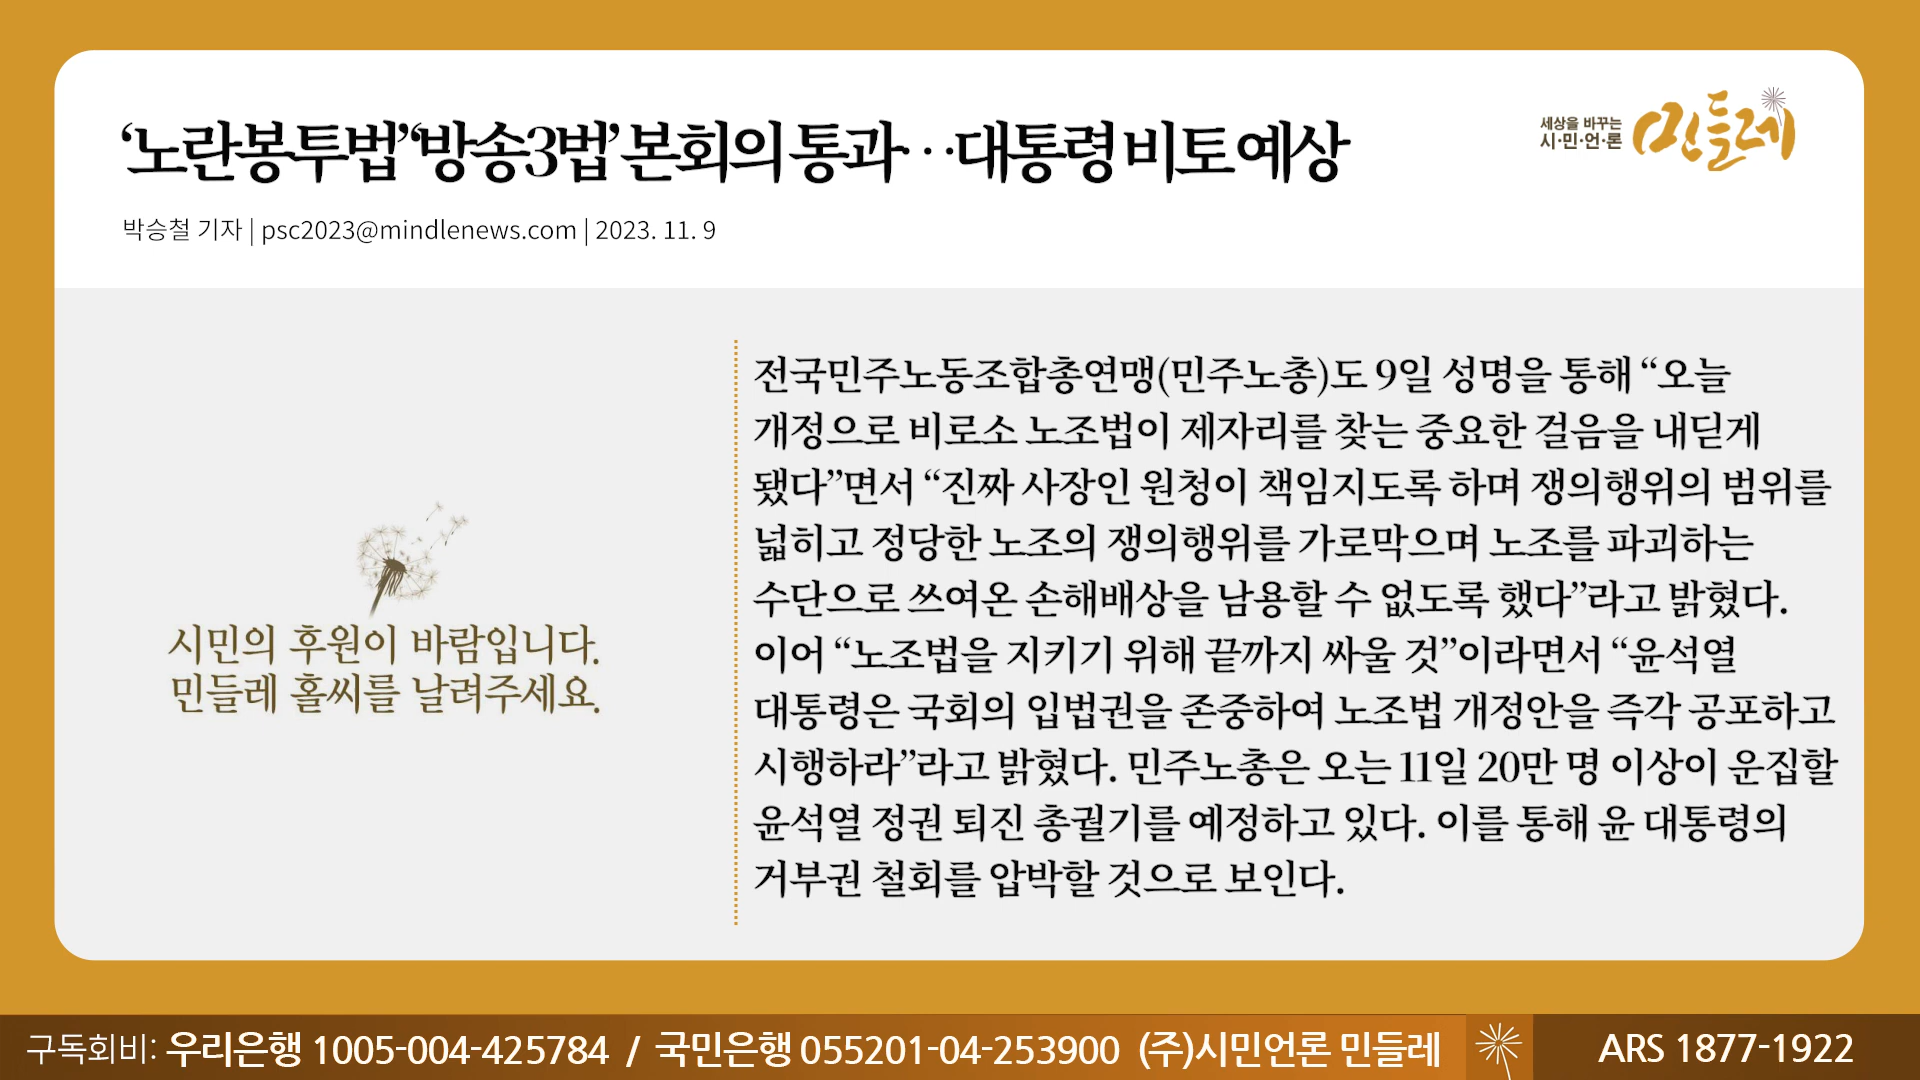 ‘노란봉투법’‘방송3법’ 본회의 통과…대통령 비토 예상
세상을 바꾸는
시·민·언·론
민들레
박승철 기자 | psc2023@mindlenews.com | 2023. 11. 9
시민의 후원이 바람입니다.
민들레 홀씨를 날려주세요.
전국민주노동조합총연맹(민주노총)도 9일 성명을 통해 “오늘
개정으로 비로소 노조법이 제자리를 찾는 중요한 걸음을 내딛게
됐다”면서 “진짜 사장인 원청이 책임지도록 하며 쟁의행위의 범위를
넓히고 정당한 노조의 쟁의행위를 가로막으며 노조를 파괴하는
수단으로 쓰여온 손해배상을 남용할 수 없도록 했다”라고 밝혔다.
이어 “노조법을 지키기 위해 끝까지 싸울 것”이라면서 “윤석열
대통령은 국회의 입법권을 존중하여 노조법 개정안을 즉각 공포하고
시행하라”라고 밝혔다. 민주노총은 오는 11일 20만 명 이상이 운집할
윤석열 정권 퇴진 총궐기를 예정하고 있다. 이를 통해 윤 대통령의
거부권 철회를 압박할 것으로 보인다.
구독회비: 우리은행 1005-004-425784 / 국민은행 055201-04-253900 (주)시민언론 민들레
ARS 1877-1922